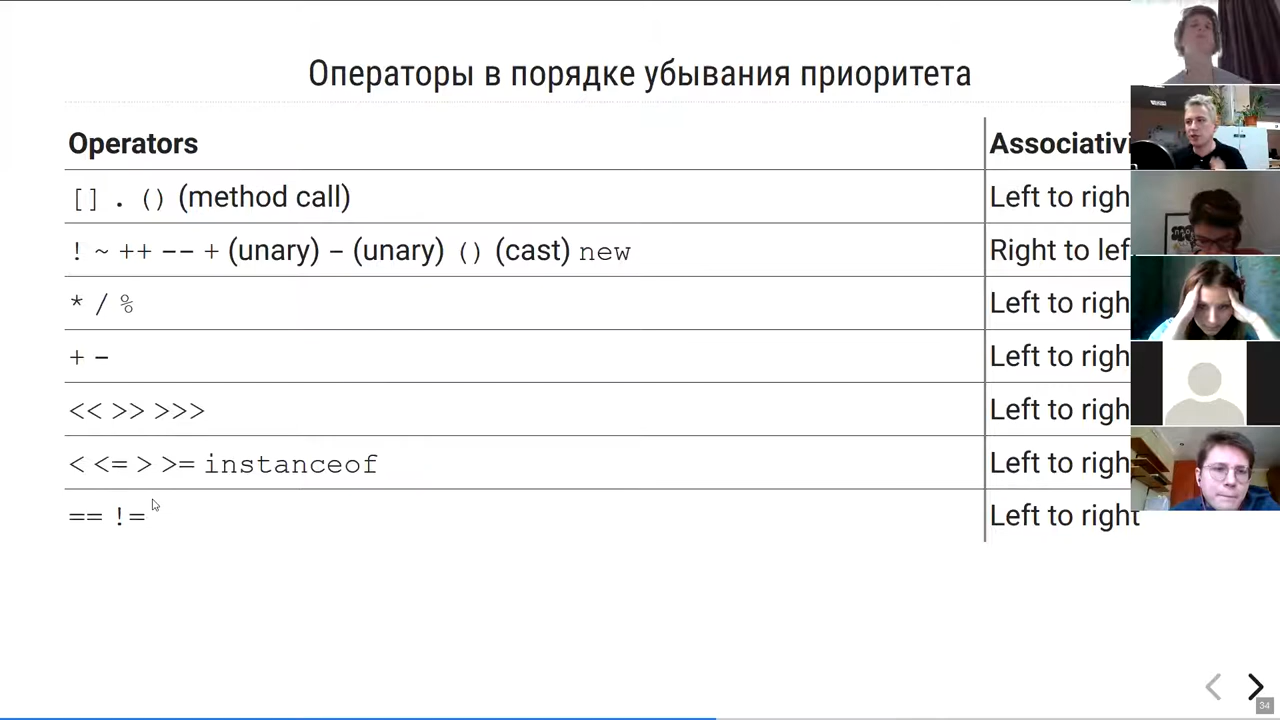 Операторы в порядке убывания приоритета
Operators Associativi
[] . () (method call) Left to righ
! ~ ++ -- + (unary) – (unary) () (cast) new Right to lef
* / % Left to righ
+ – Left to righ
<< >> >>> Left to righ
< <= > >= instanceof Left to righ
== != Left to right
34